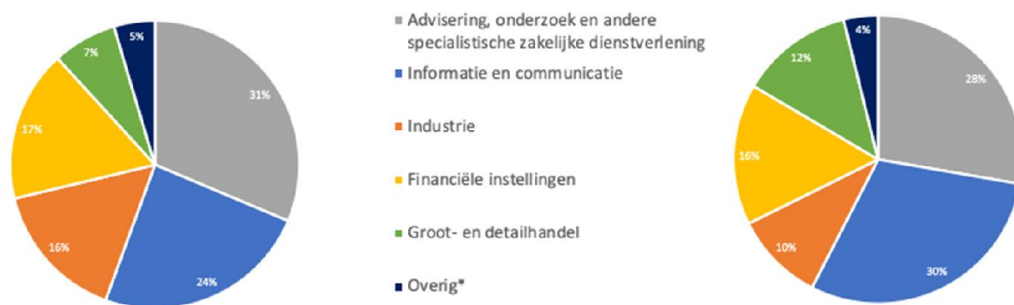 5%
7%
31%
17%
16%
24%
Advisering, onderzoek en andere
specialistische zakelijke dienstverlening
Informatie en communicatie
Industrie
Financiële instellingen
Groot- en detailhandel
Overig*
4%
12%
28%
16%
10%
30%